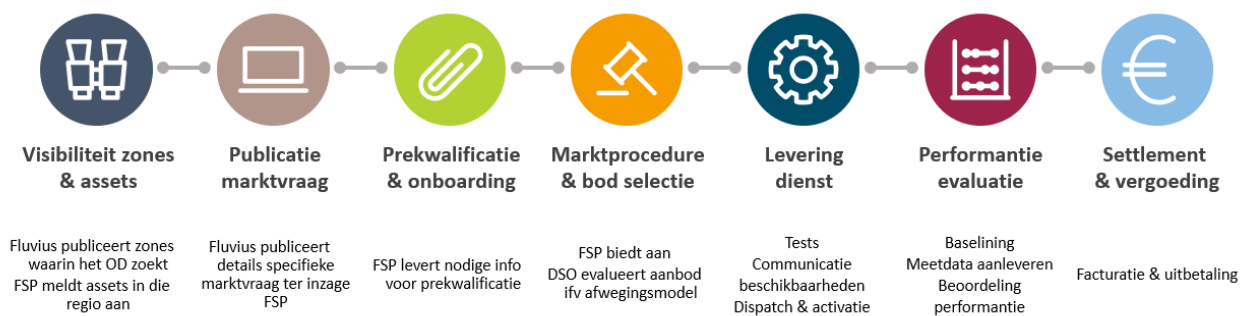 Visibiliteit zones
& assets
Publicatie
marktvraag
Prekwalificatie
& onboarding
Marktprocedure
& bod selectie
Levering
dienst
Performantie
evaluatie
Settlement
& vergoeding
Fluvius publiceert zones
waarin het OD zoekt
FSP meldt assets in die
regio aan
Fluvius publiceert
details specifieke
marktvraag ter inzage
FSP
FSP levert nodige info
voor prekwalificatie
FSP biedt aan
DSO evalueert aanbod
ifv afwegingsmodel
Tests
Communicatie
beschikbaarheden
Dispatch & activatie
Baselining
Meetdata aanleveren
Beoordeling
performantie
Facturatie & uitbetaling